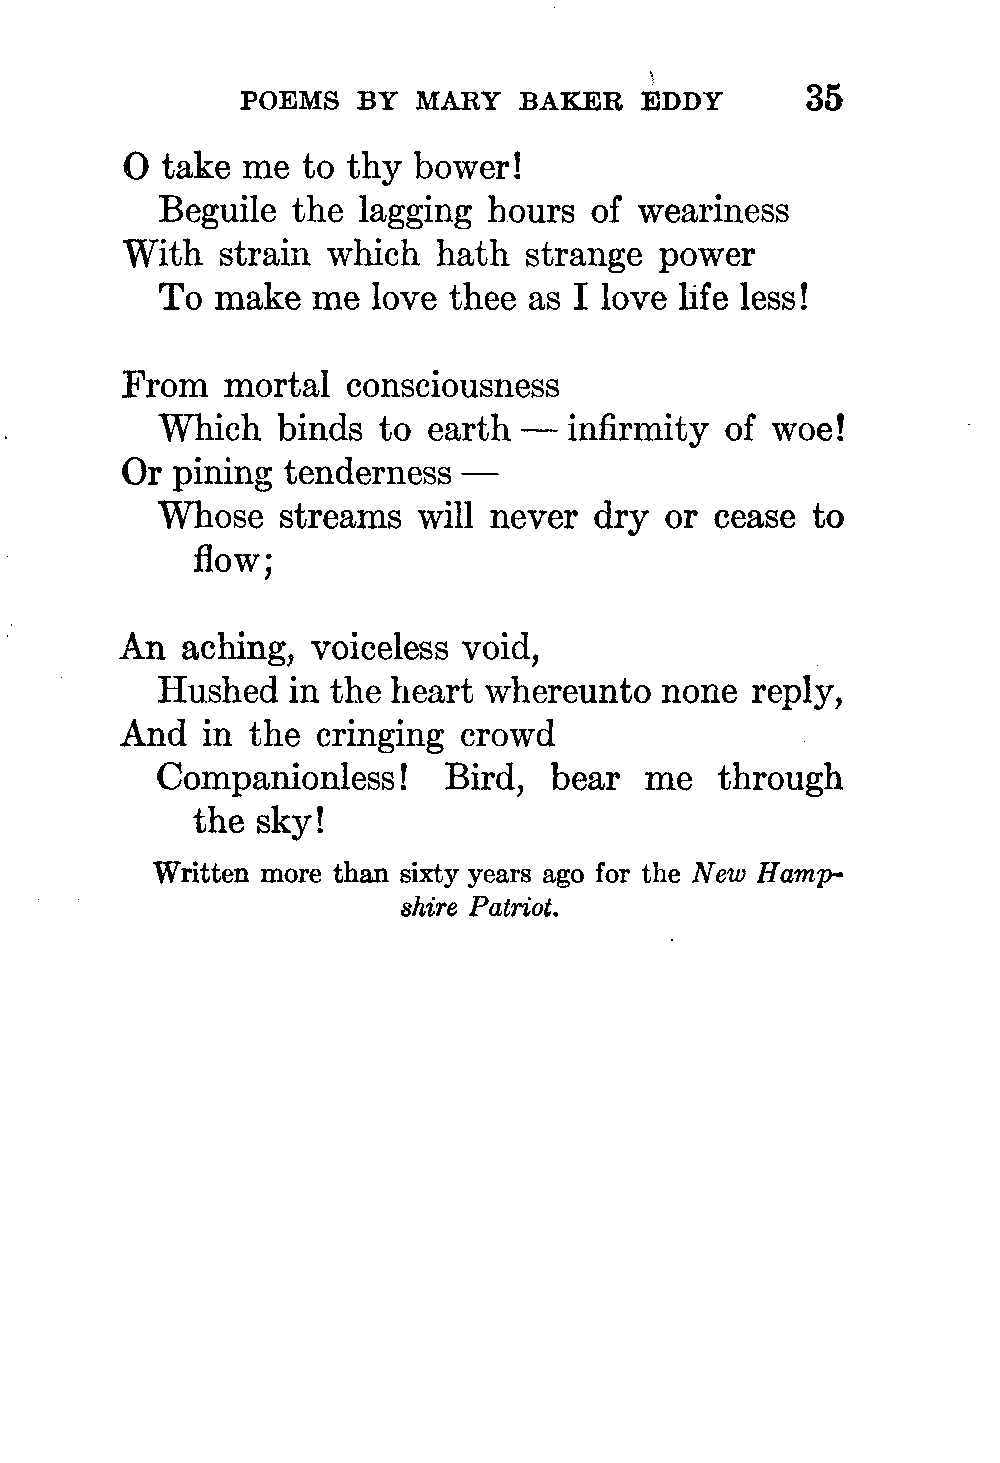 POEMS BY MARY BAKER EDDY 35
O take me to thy bower!
Beguile the lagging hours of weariness
With strain which hath strange power
To make me love thee as I love life less!
From mortal consciousness
Which binds to earth — infirmity of woe!
Or pining tenderness —
Whose streams will never dry or cease to
flow;
An aching, voiceless void,
Hushed in the heart whereunto none reply,
And in the cringing crowd
Companionless! Bird, bear me through
the sky!
Written more than sixty years ago for the New Hamp-
shire Patriot.